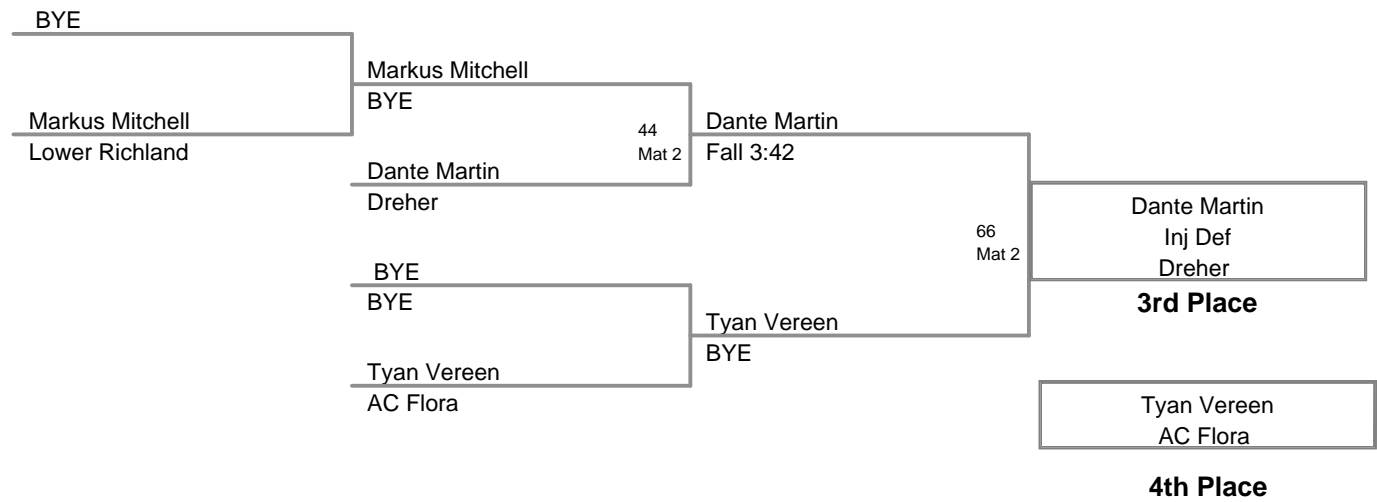 BYE
Markus Mitchell
Lower Richland
Markus Mitchell
BYE
44
Mat 2
Dante Martin
Dreher
BYE
BYE
Tyan Vereen
AC Flora
Dante Martin
Fall 3:42
Tyan Vereen
BYE
66
Mat 2
Dante Martin
Inj Def
Dreher
3rd Place
Tyan Vereen
AC Flora
4th Place